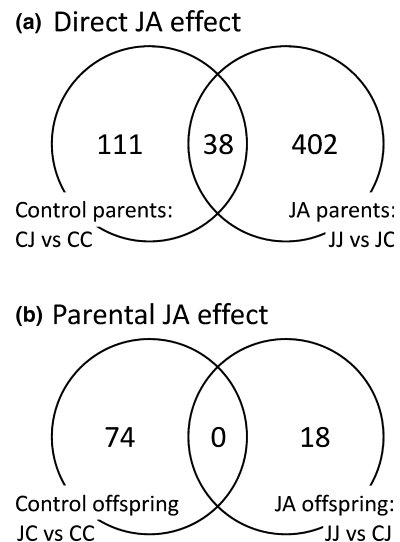 (a) Direct JA effect
111 38 402
Control parents: JA parents:
CJ vs CC JJ vs JC
(b) Parental JA effect
74 0 18
Control offspring JA offspring:
JC vs CC JJ vs CJ